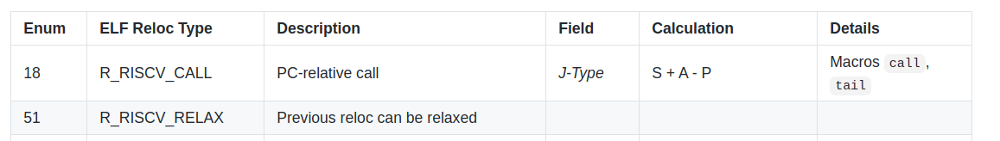 Enum ELF Reloc Type Description Field Calculation Details
18 R_RISCV_CALL PC-relative call J-Type S + A - P Macros call ,
tail
51 R_RISCV_RELAX Previous reloc can be relaxed